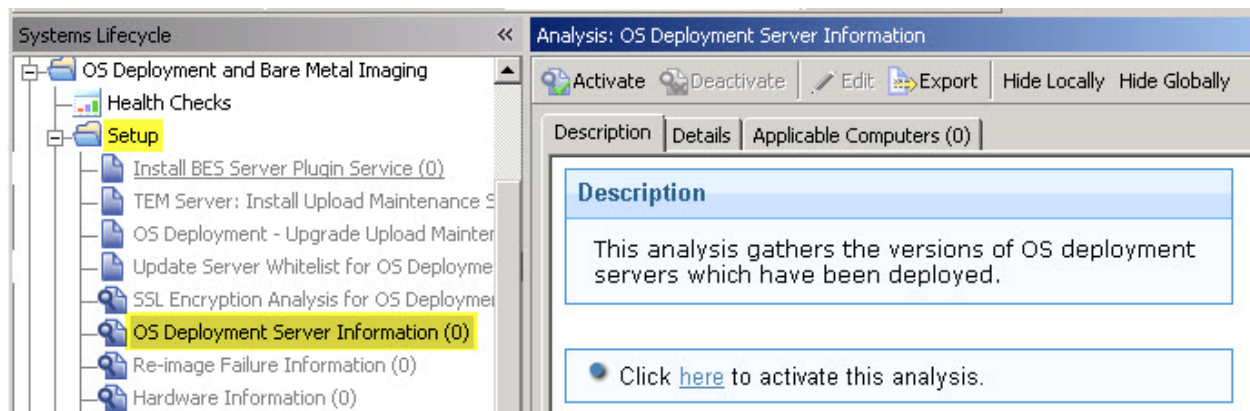 Systems Lifecycle
OS Deployment and Bare Metal Imaging
Health Checks
Setup
Install BES Server Plugin Service (0)
TEM Server: Install Upload Maintenance S
OS Deployment - Upgrade Upload Mainter
Update Server Whitelist for OS Deployme
SSL Encryption Analysis for OS Deploymer
OS Deployment Server Information (0)
Re-image Failure Information (0)
Hardware Information (0)
Analysis: OS Deployment Server Information
Activate Deactivate Edit Export Hide Locally Hide Globally
Description Details Applicable Computers (0)
Description
This analysis gathers the versions of OS deployment
servers which have been deployed.
Click here to activate this analysis.